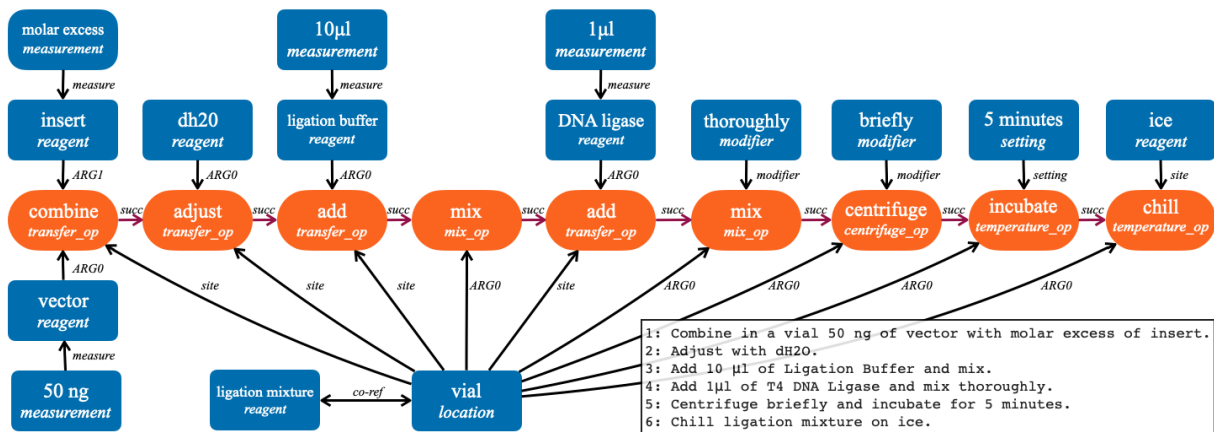 molar excess
measurement
10µl
measurement
1µl
measurement
measure
measure
measure
insert
reagent
dh20
reagent
ligation buffer
reagent
DNA ligase
reagent
thoroughly
modifier
briefly
modifier
5 minutes
setting
ice
reagent
ARG1
ARG0
ARG0
ARG0
modifier
modifier
setting
site
combine
transfer_op
succ
adjust
transfer_op
succ
add
transfer_op
succ
mix
mix_op
succ
add
transfer_op
succ
mix
mix_op
succ
centrifuge
centrifuge_op
succ
incubate
temperature_op
succ
chill
temperature_op
ARG0
site
site
site
ARG0
site
ARG0
ARG0
ARG0
ARG0
vector
reagent
measure
50 ng
measurement
ligation mixture
reagent
co-ref
vial
location
1: Combine in a vial 50 ng of vector with molar excess of insert.
2: Adjust with dH2O.
3: Add 10 µl of Ligation Buffer and mix.
4: Add 1µl of T4 DNA Ligase and mix thoroughly.
5: Centrifuge briefly and incubate for 5 minutes.
6: Chill ligation mixture on ice.